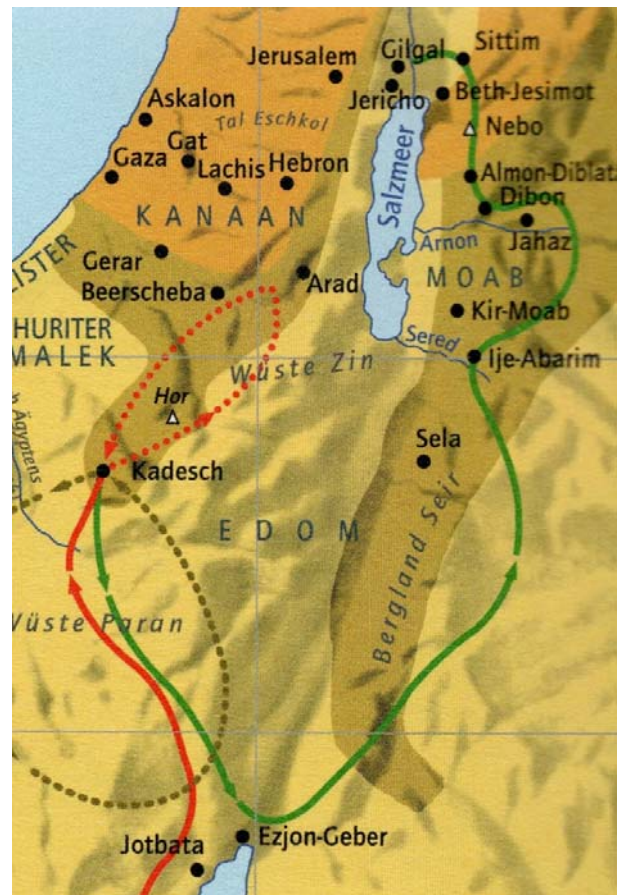 Gilgal
Sittim
Jerusalem
Jericho
Beth-Jesimot
Askalon
Tal Eschkol
Nebo
Gat
Gaza
Lachis
Hebron
Salzmeer
Almon-Diblat
Dibon
KANAAN
Arnon
Jahaz
Gerar
Arad
MOAB
LISTER
Beerscheba
Kir-Moab
HURITER
MALEK
Sered
Ije-Abarim
Wüste Zin
Hor
h Ägyptens
Sela
Kadesch
EDOM
Bergland Seir
Wüste Paran
Ezjon-Geber
Jotbata